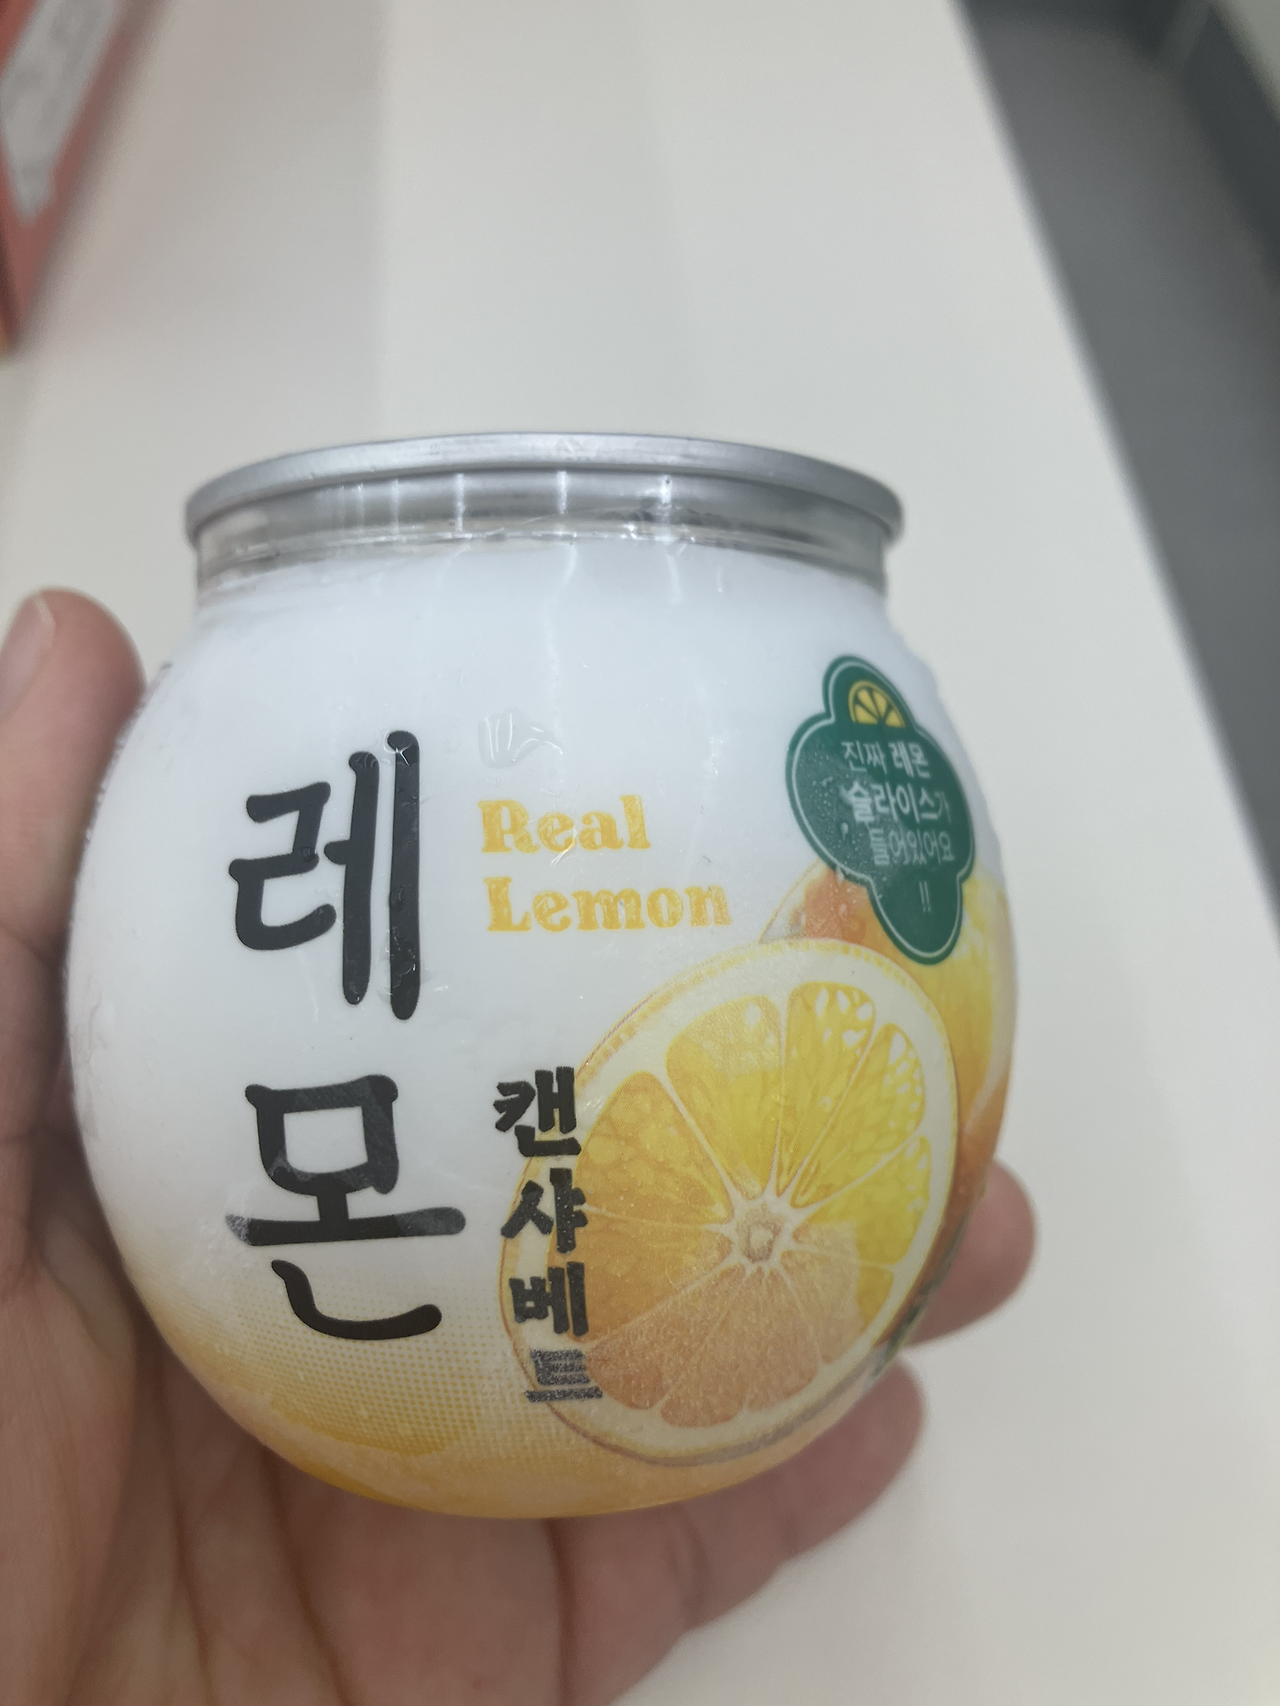 레몬
Real
Lemon
캔샤베트
진짜 레몬
슬라이스가
들어있어요
!!